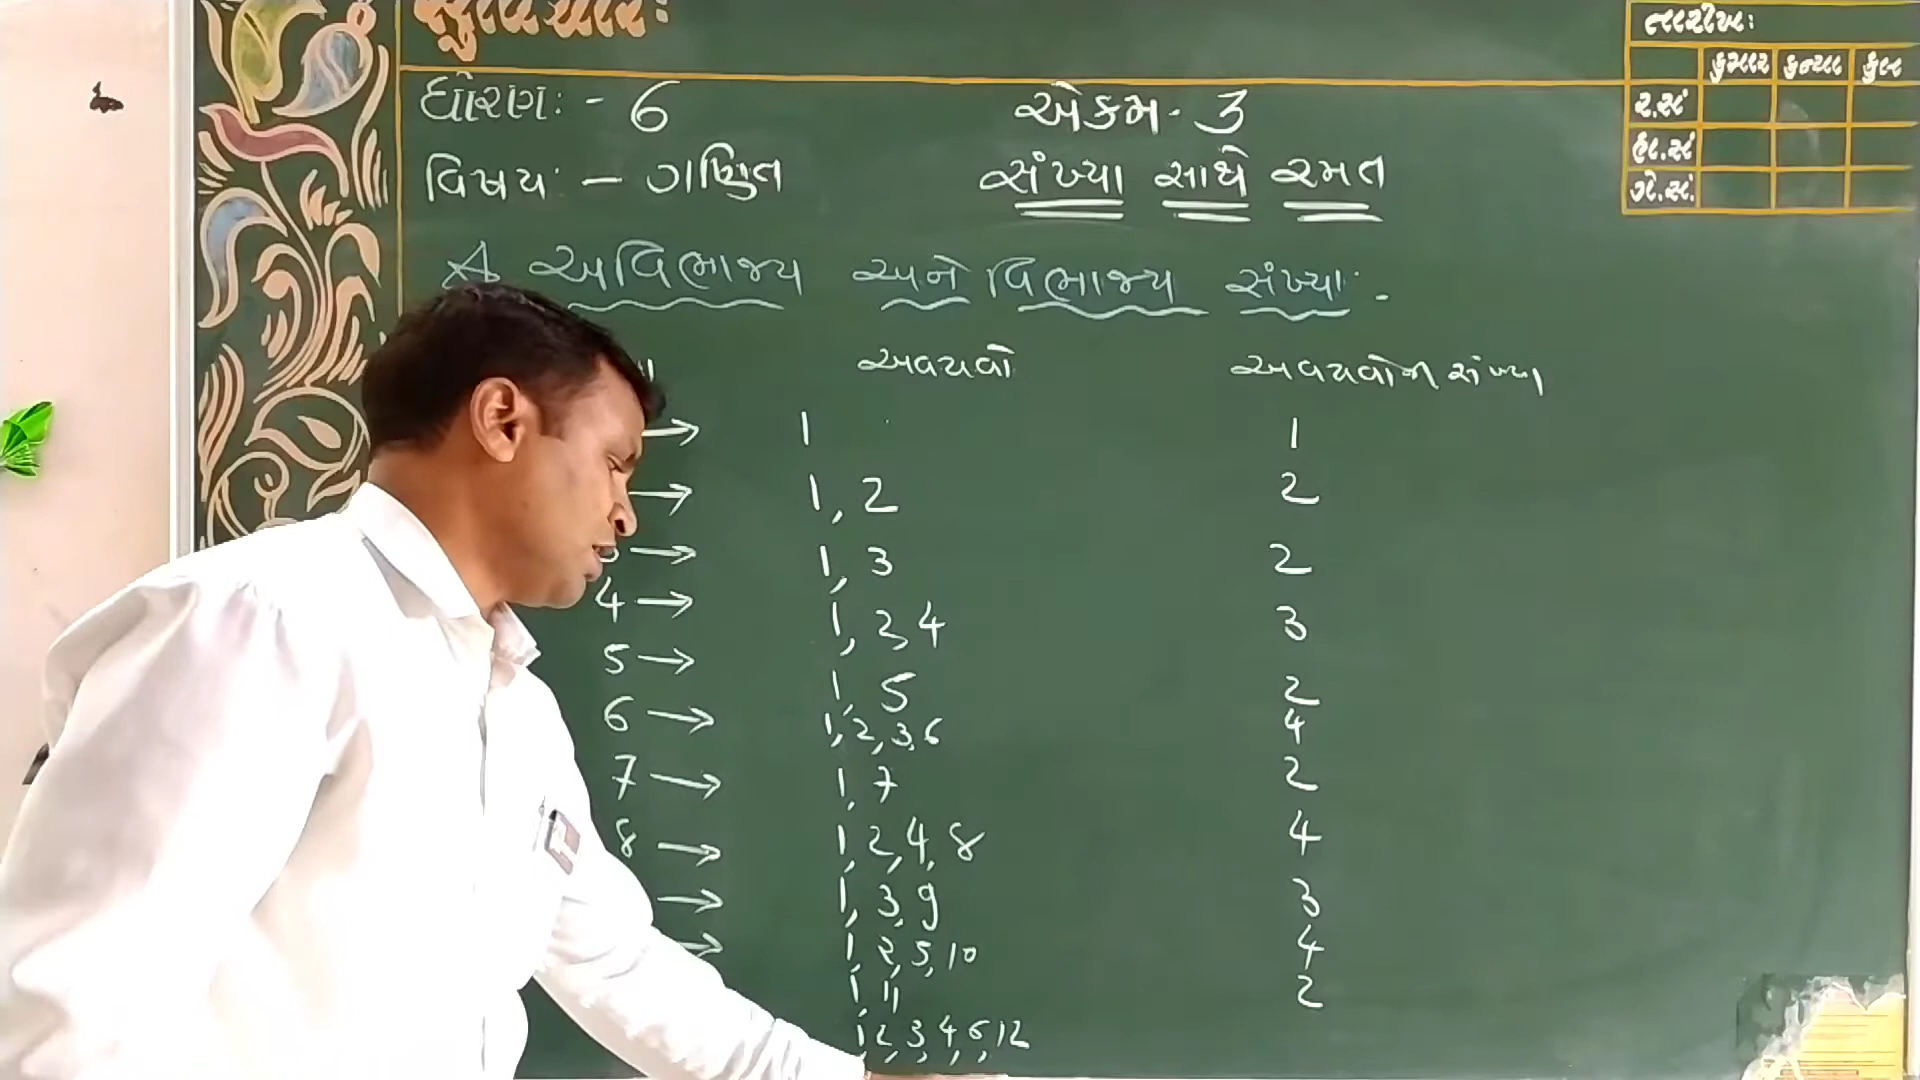 સુવિચાર:
તારીખ:
કુમાર કન્યા કુલ
ર.સં
હા.સં
ગે.સં.
ધોરણ: - 6 એકમ - 3
વિષય: - ગણિત સંખ્યા સાથે રમત
અવિભાજ્ય અને વિભાજ્ય સંખ્યા: -
અવયવો અવયવોની સંખ્યા
→ 1 1
→ 1, 2 2
3 → 1, 3 2
4 → 1, 2, 4 3
5 → 1, 5 2
6 → 1, 2, 3, 6 4
7 → 1, 7 2
8 → 1, 2, 4, 8 4
→ 1, 3, 9 3
→ 1, 2, 5, 10 4
1, 11 2
1, 2, 3, 4, 6, 12